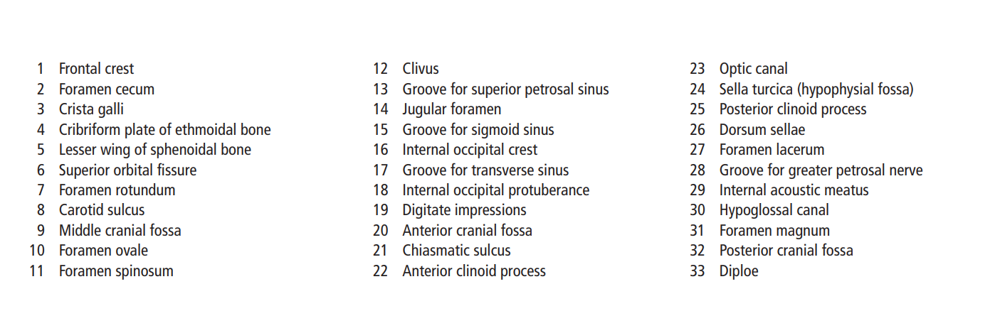 1 Frontal crest
2 Foramen cecum
3 Crista galli
4 Cribriform plate of ethmoidal bone
5 Lesser wing of sphenoidal bone
6 Superior orbital fissure
7 Foramen rotundum
8 Carotid sulcus
9 Middle cranial fossa
10 Foramen ovale
11 Foramen spinosum
12 Clivus
13 Groove for superior petrosal sinus
14 Jugular foramen
15 Groove for sigmoid sinus
16 Internal occipital crest
17 Groove for transverse sinus
18 Internal occipital protuberance
19 Digitate impressions
20 Anterior cranial fossa
21 Chiasmatic sulcus
22 Anterior clinoid process
23 Optic canal
24 Sella turcica (hypophysial fossa)
25 Posterior clinoid process
26 Dorsum sellae
27 Foramen lacerum
28 Groove for greater petrosal nerve
29 Internal acoustic meatus
30 Hypoglossal canal
31 Foramen magnum
32 Posterior cranial fossa
33 Diploe